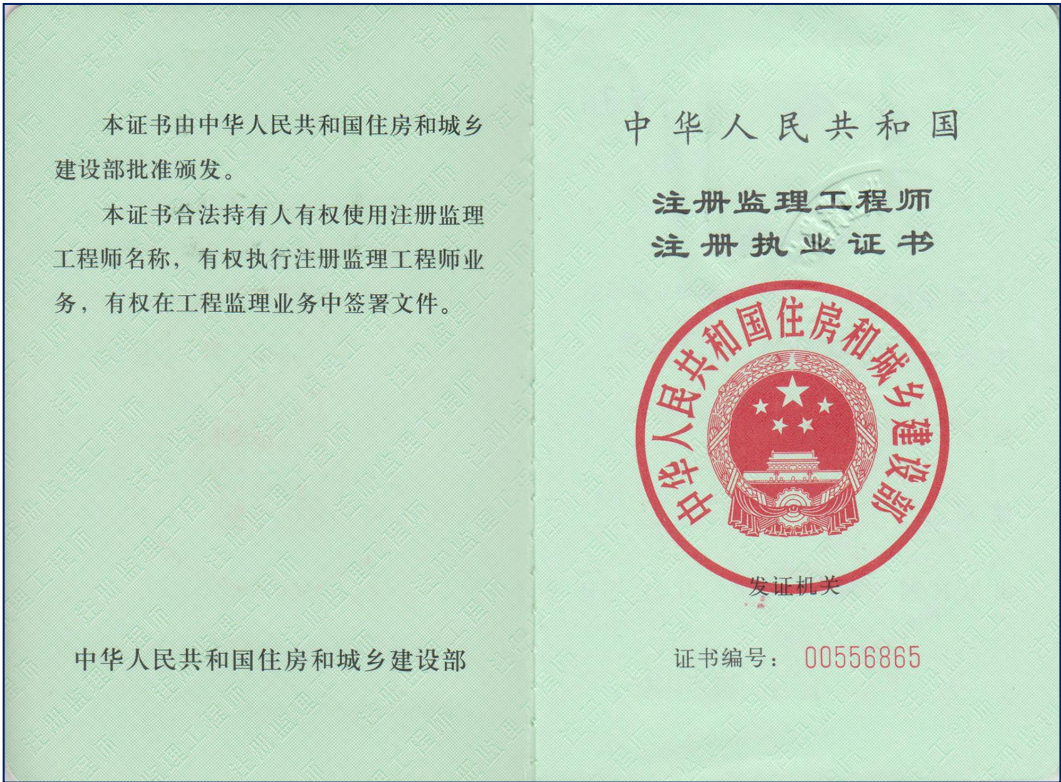 本证书由中华人民共和国住房和城乡
建设部批准颁发。
本证书合法持有人有权使用注册监理
工程师名称，有权执行注册监理工程师业
务，有权在工程监理业务中签署文件。
中华人民共和国住房和城乡建设部
中华人民共和国
注册监理工程师
注册执业证书
中华人民共和国住房和城乡建设部
发证机关
证书编号：00556865